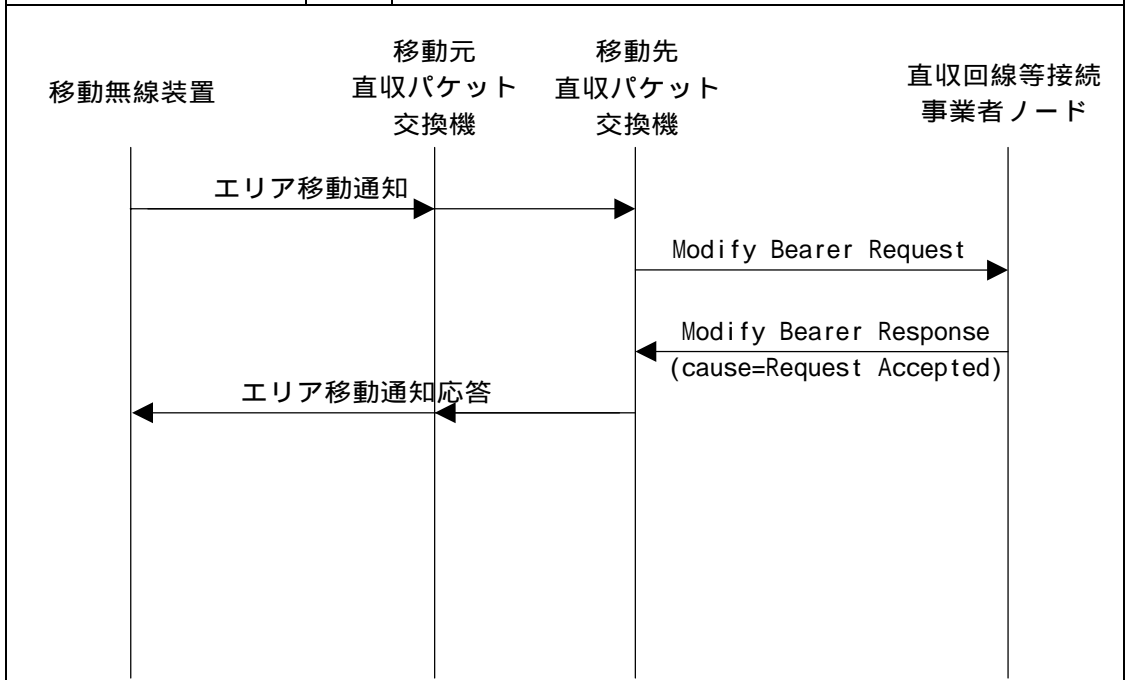 移動無線装置
移動元
直収パケット
交換機
移動先
直収パケット
交換機
直収回線等接続
事業者ノード
エリア移動通知
Modify Bearer Request
Modify Bearer Response
(cause=Request Accepted)
エリア移動通知応答